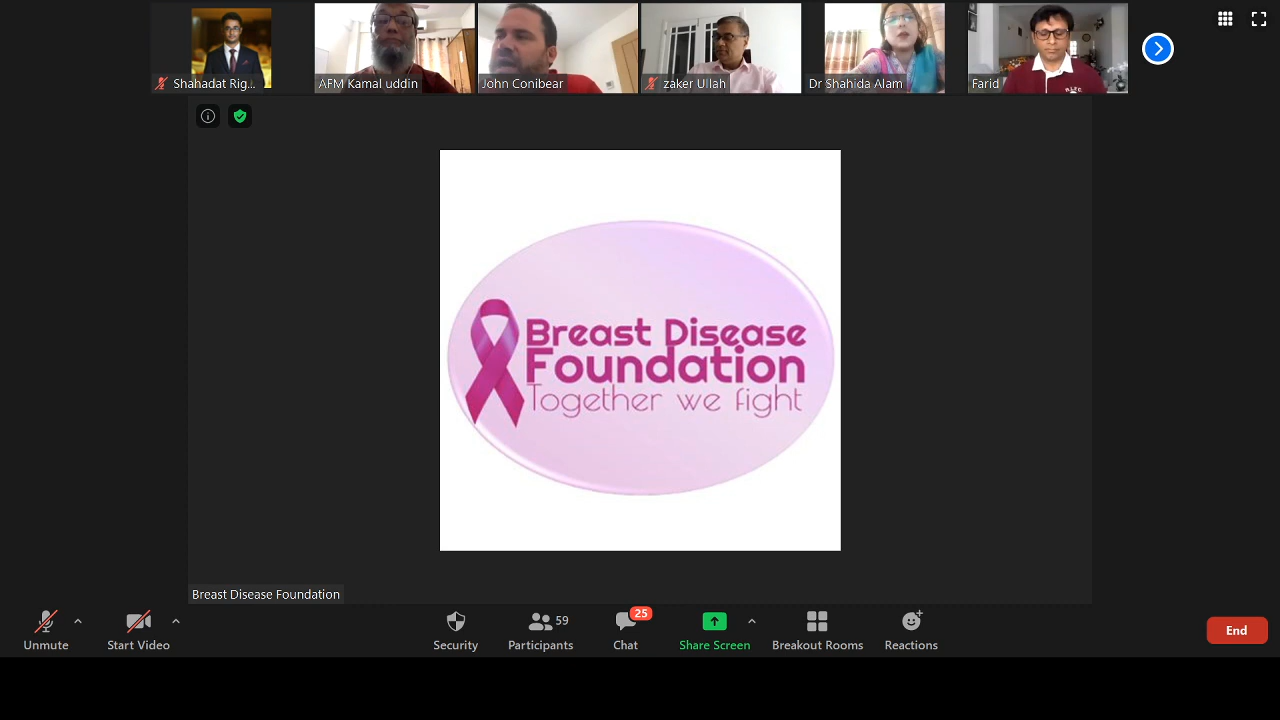 Shahadat Rig...
AFM Kamal uddin
John Conibear
zaker Ullah
Dr Shahida Alam
Farid
Breast Disease
Foundation
Together we fight
Breast Disease Foundation
Unmute
Start Video
Security
59
Participants
25
Chat
Share Screen
Breakout Rooms
Reactions
End